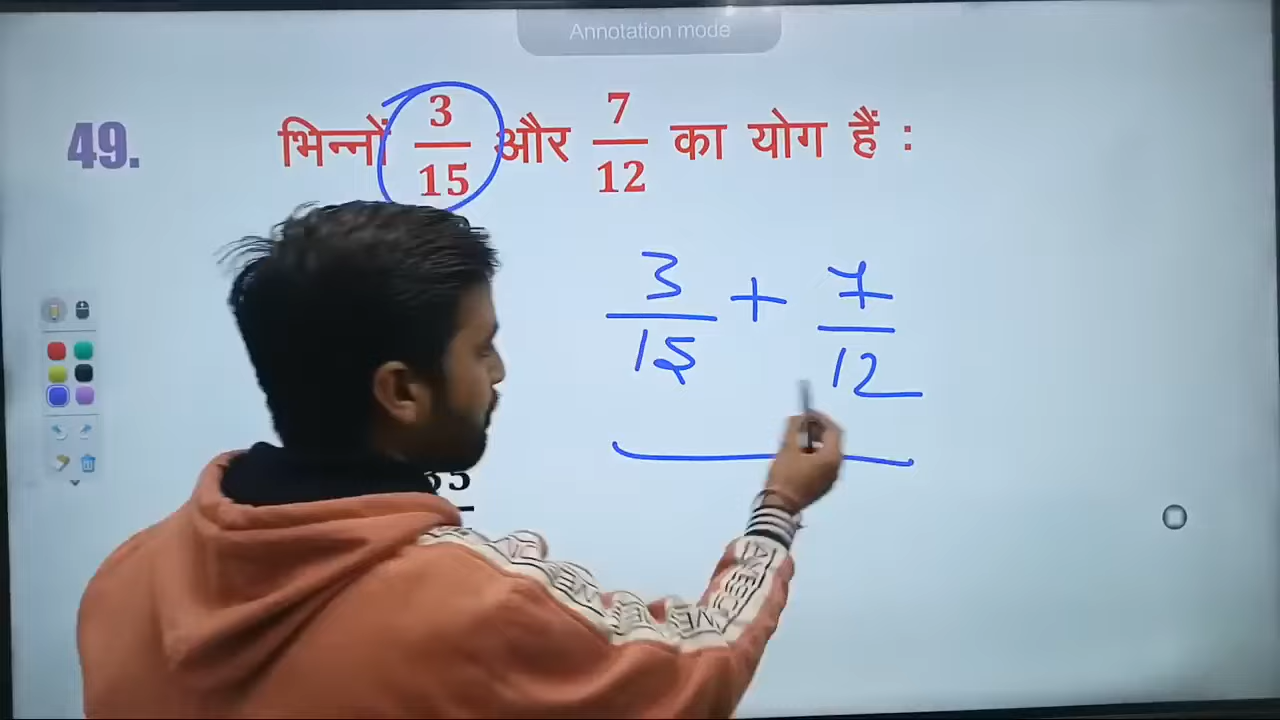 Annotation mode
49. भिन्नों 3/15 और 7/12 का योग हैं :
3/15 + 7/12